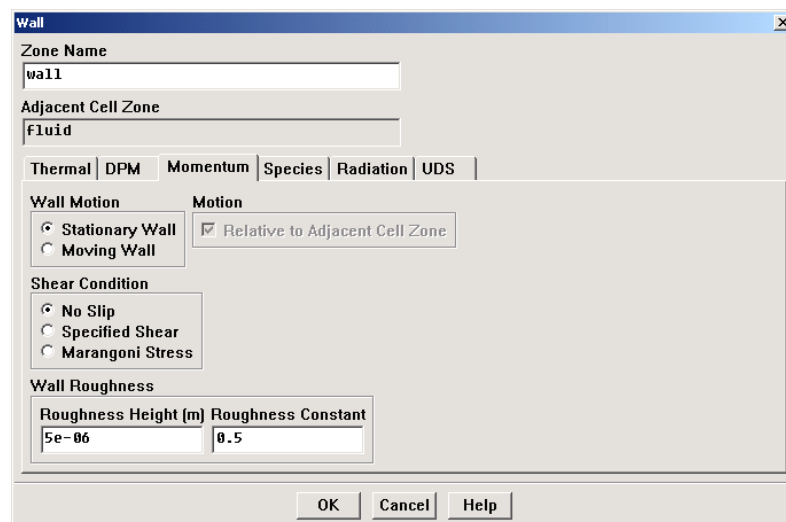 Wall
Zone Name
wall
Adjacent Cell Zone
fluid
Thermal DPM Momentum Species Radiation UDS
Wall Motion Motion
Stationary Wall Relative to Adjacent Cell Zone
Moving Wall
Shear Condition
No Slip
Specified Shear
Marangoni Stress
Wall Roughness
Roughness Height (m) Roughness Constant
5e-06 0.5
OK Cancel Help